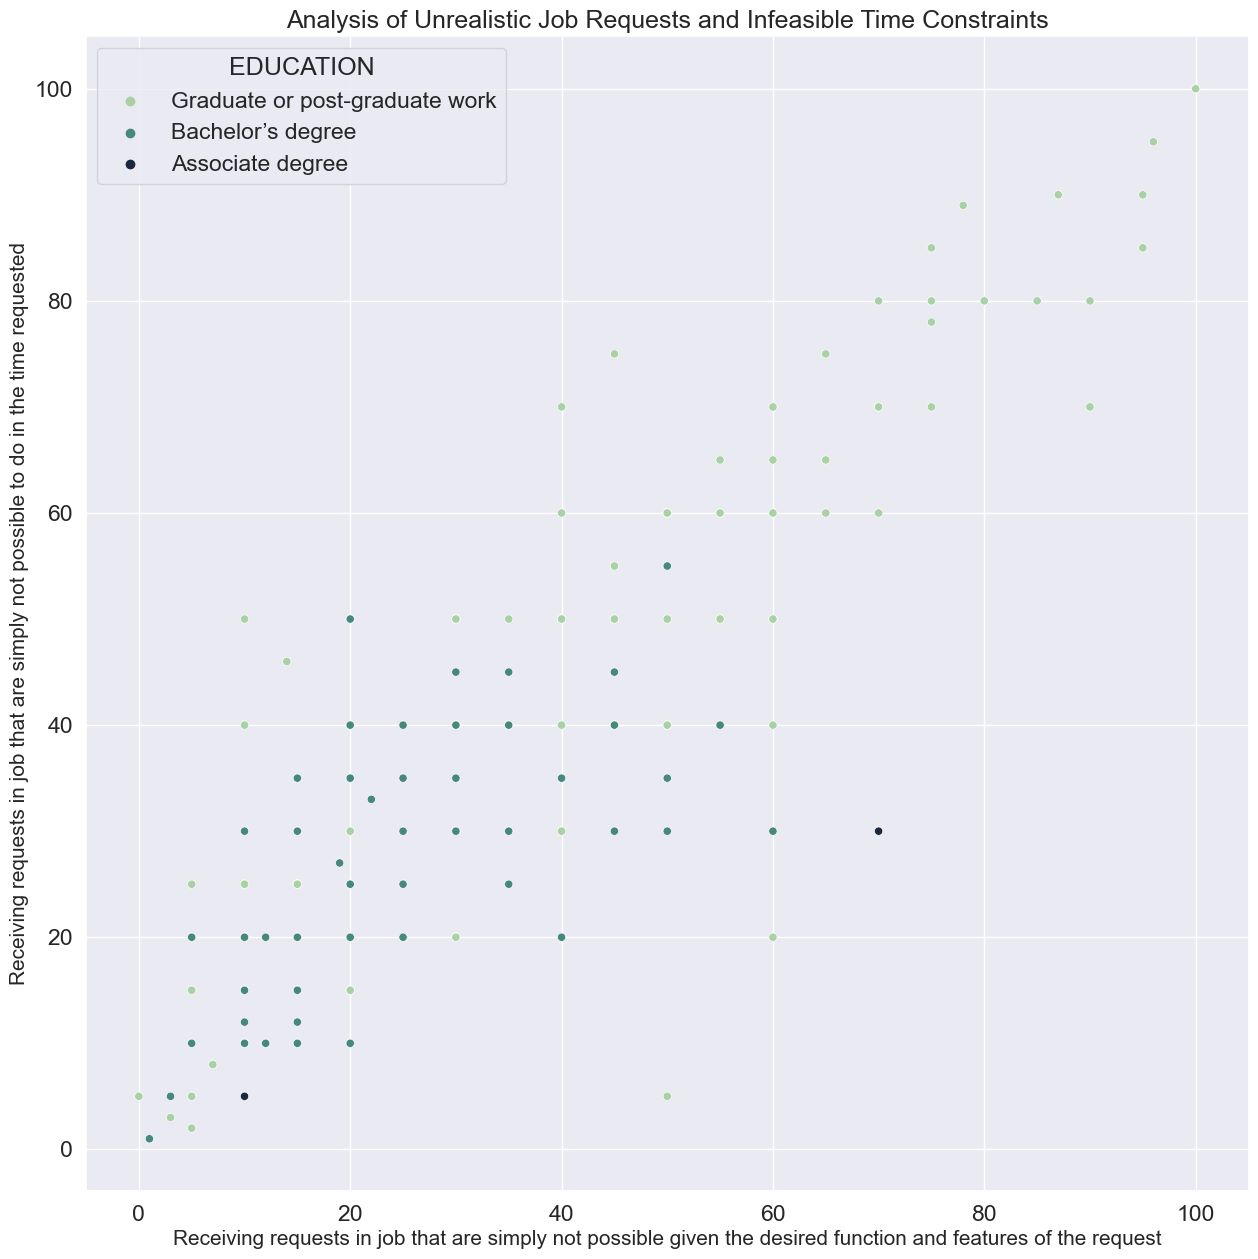 Analysis of Unrealistic Job Requests and Infeasible Time Constraints
EDUCATION
Graduate or post-graduate work
Bachelor’s degree
Associate degree
Receiving requests in job that are simply not possible to do in the time requested
100
80
60
40
20
0
0 20 40 60 80 100
Receiving requests in job that are simply not possible given the desired function and features of the request